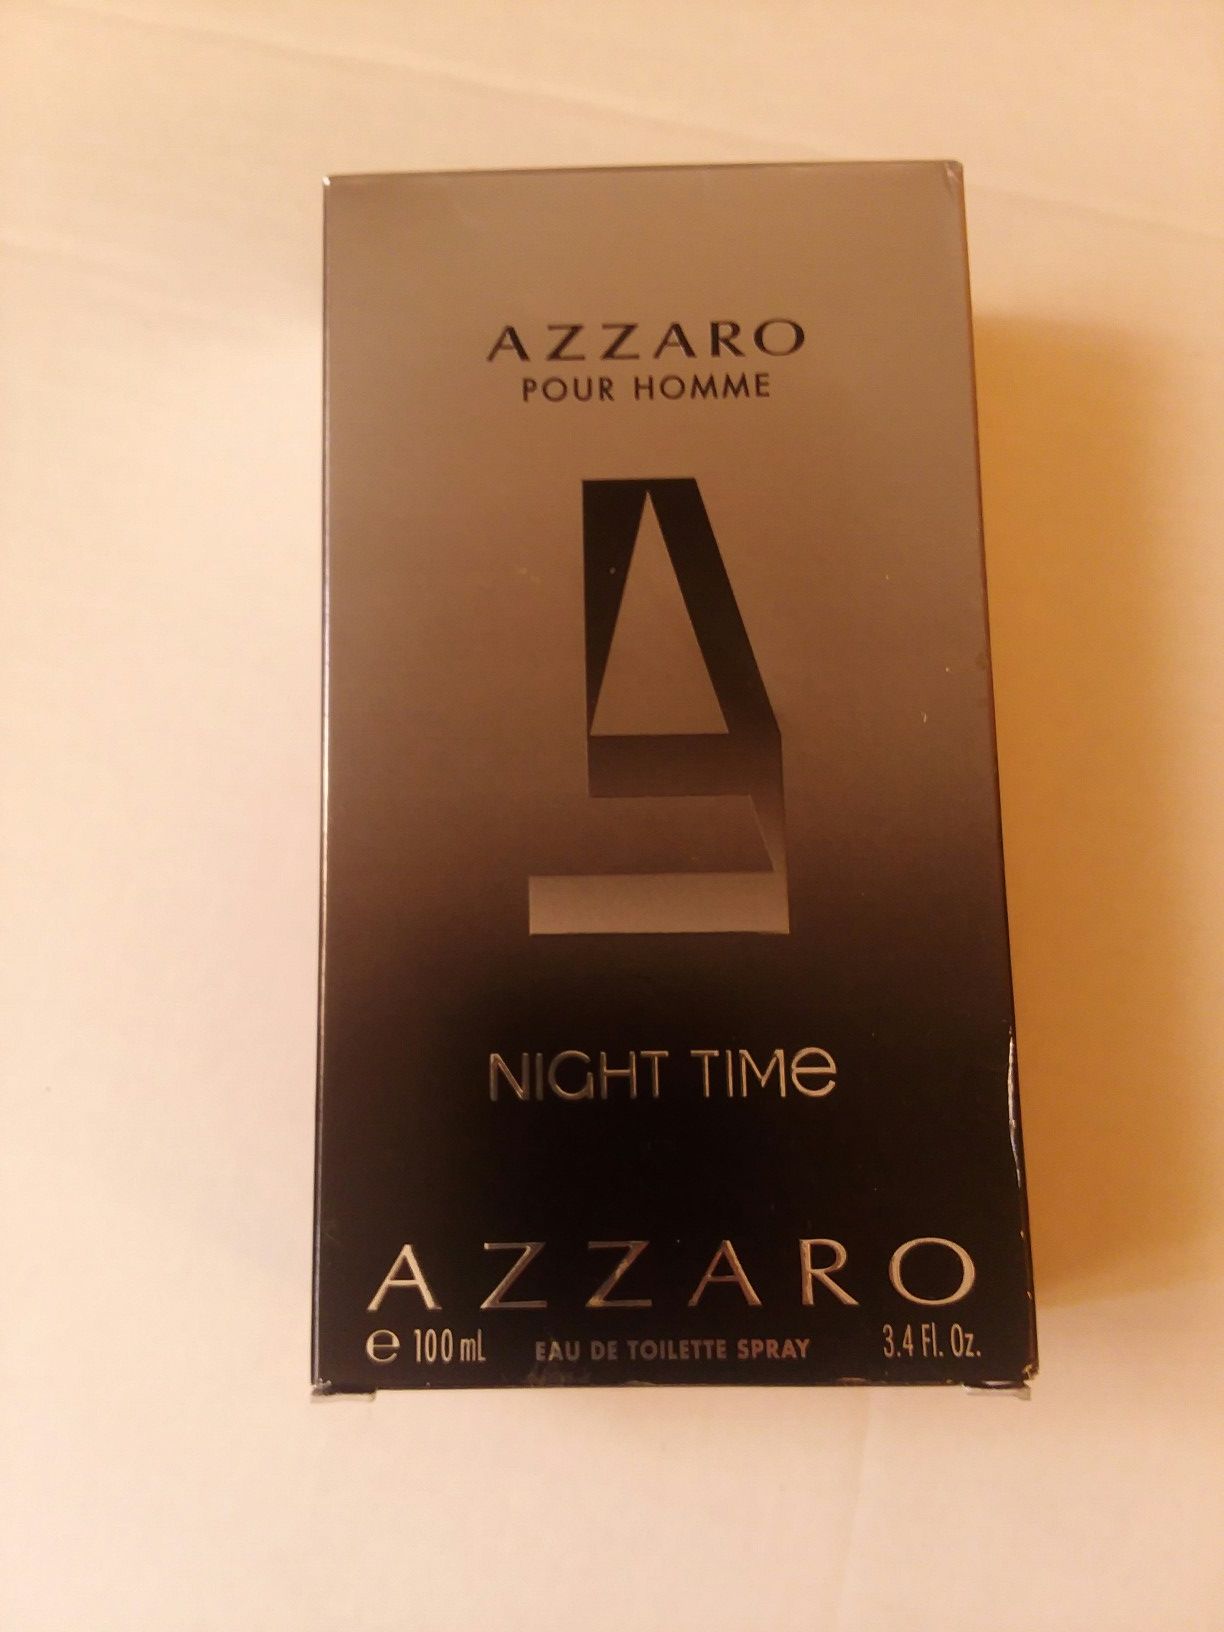 AZZARO
POUR HOMME
NIGHT TIMe
AZZARO
e 100 mL EAU DE TOILETTE SPRAY 3.4 Fl. Oz.